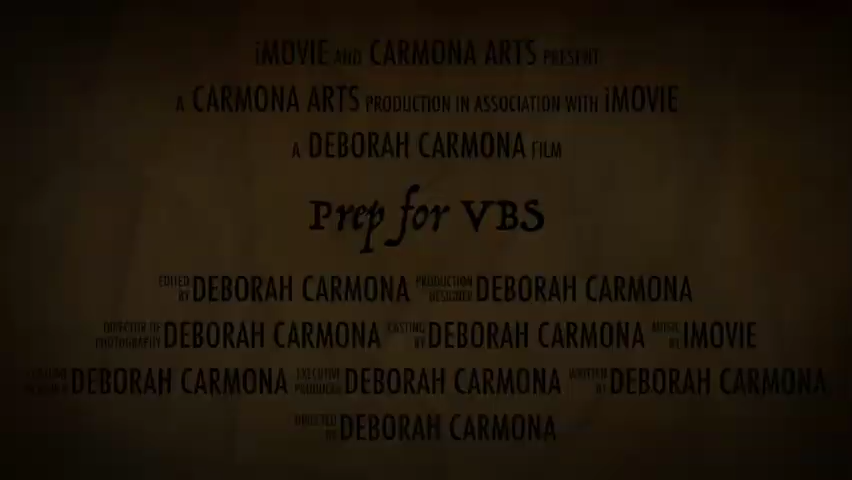 iMOVIE AND CARMONA ARTS PRESENT
A CARMONA ARTS PRODUCTION IN ASSOCIATION WITH iMOVIE
A DEBORAH CARMONA FILM
Prep for VBS
EDITED BY DEBORAH CARMONA PRODUCTION DESIGNER DEBORAH CARMONA
DIRECTOR OF PHOTOGRAPHY DEBORAH CARMONA CASTING BY DEBORAH CARMONA MUSIC BY IMOVIE
DEBORAH CARMONA EXECUTIVE PRODUCER DEBORAH CARMONA WRITTEN BY DEBORAH CARMONA
DIRECTED BY DEBORAH CARMONA